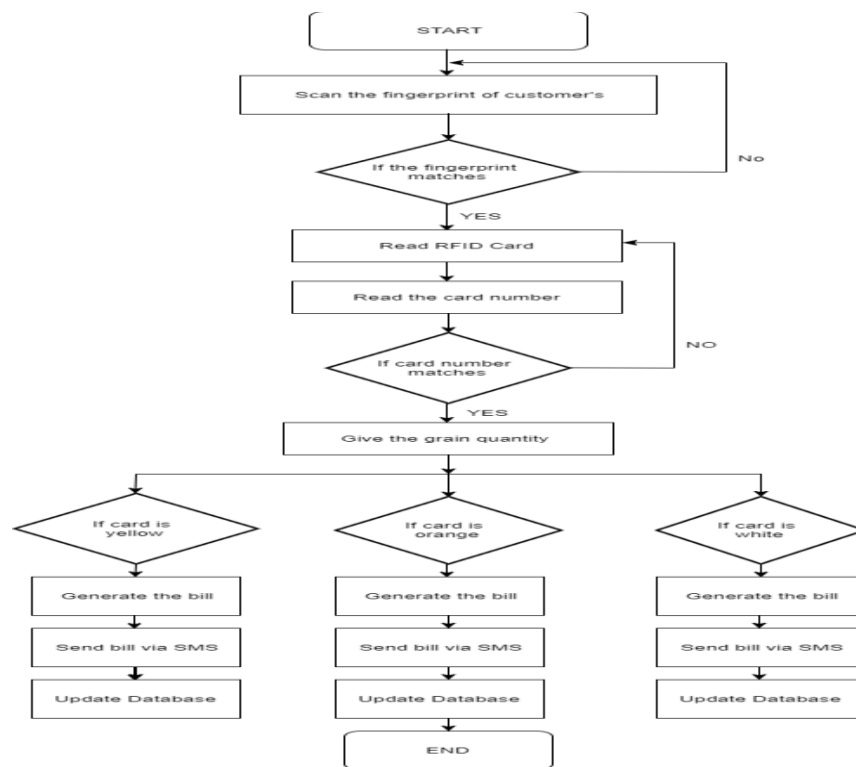 START
Scan the fingerprint of customer's
If the fingerprint
matches
No
YES
Read RFID Card
Read the card number
If card number
matches
NO
YES
Give the grain quantity
If card is
yellow
If card is
orange
If card is
white
Generate the bill
Generate the bill
Generate the bill
Send bill via SMS
Send bill via SMS
Send bill via SMS
Update Database
Update Database
Update Database
END